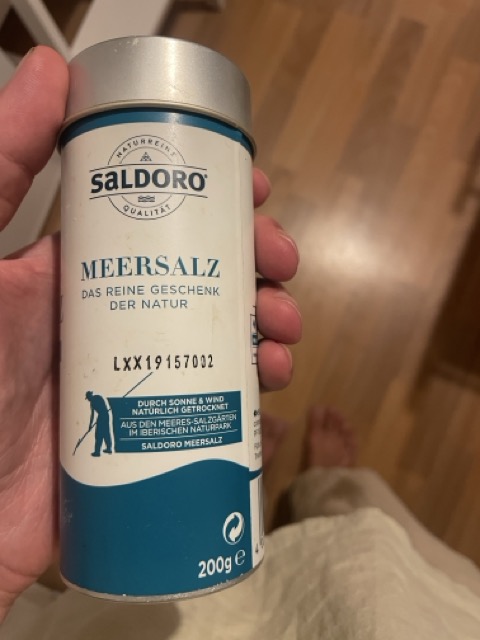 NATURREINE
SALDORO
QUALITÄT
MEERSALZ
DAS REINE GESCHENK
DER NATUR
LXX19157002
DURCH SONNE & WIND
NATÜRLICH GETROCKNET
AUS DEN MEERES-SALZGÄRTEN
IM IBERISCHEN NATURPARK
SALDORO MEERSALZ
200g e